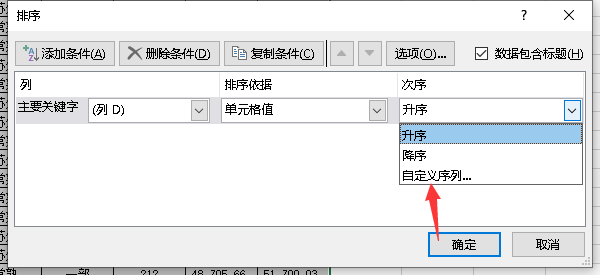 排序
? ×
添加条件(A) 删除条件(D) 复制条件(C) 选项(O)... 数据包含标题(H)
列 排序依据 次序
主要关键字 (列 D) 单元格值 升序
升序
降序
自定义序列...
确定 取消
一部 212 48,705.66 51,700.03